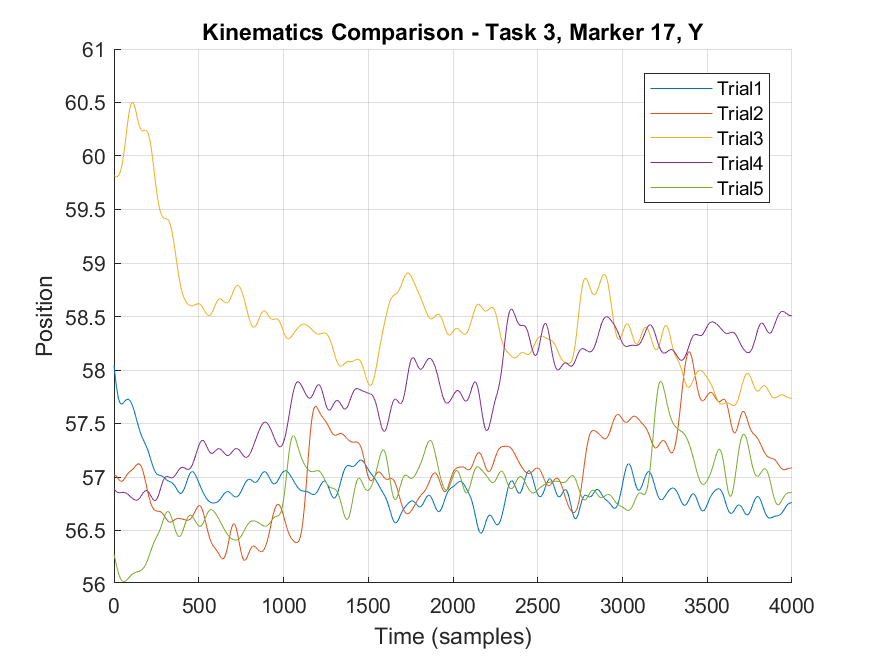 Kinematics Comparison - Task 3, Marker 17, Y
61
60.5
60
59.5
59
58.5
58
57.5
57
56.5
56
Position
Trial1
Trial2
Trial3
Trial4
Trial5
0 500 1000 1500 2000 2500 3000 3500 4000
Time (samples)